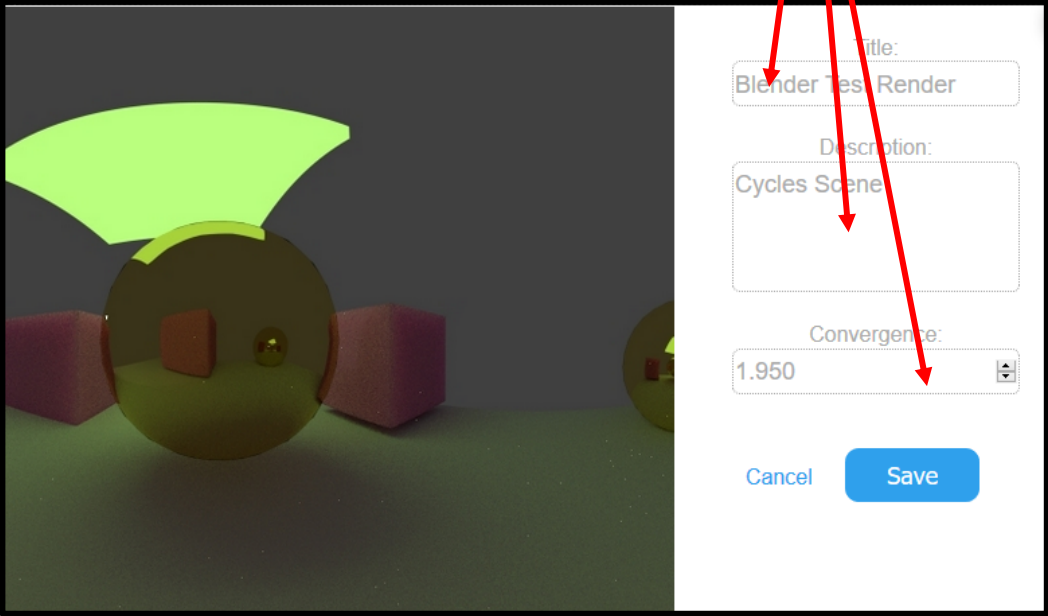 Title:
Blender Test Render
Description:
Cycles Scene
Convergence:
1.950
Cancel
Save